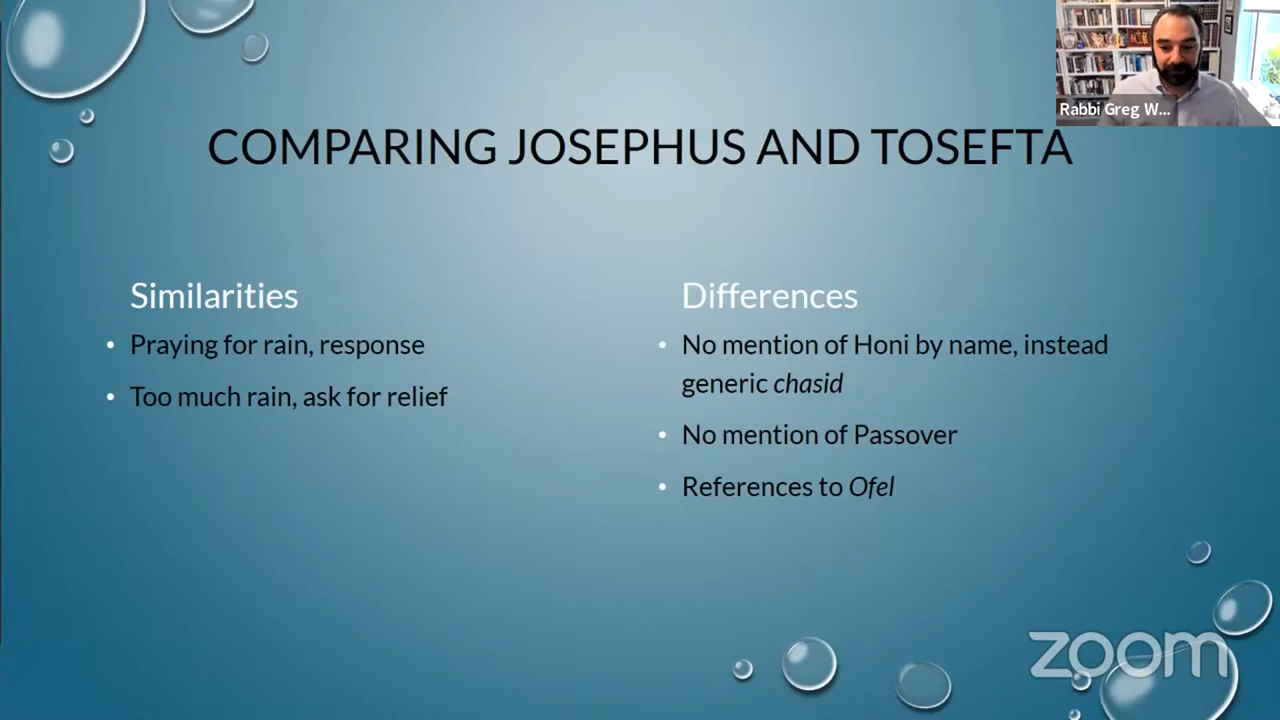 Rabbi Greg W...
COMPARING JOSEPHUS AND TOSEFTA
Similarities
• Praying for rain, response
• Too much rain, ask for relief
Differences
• No mention of Honi by name, instead
generic chasid
• No mention of Passover
• References to Ofel
zoom